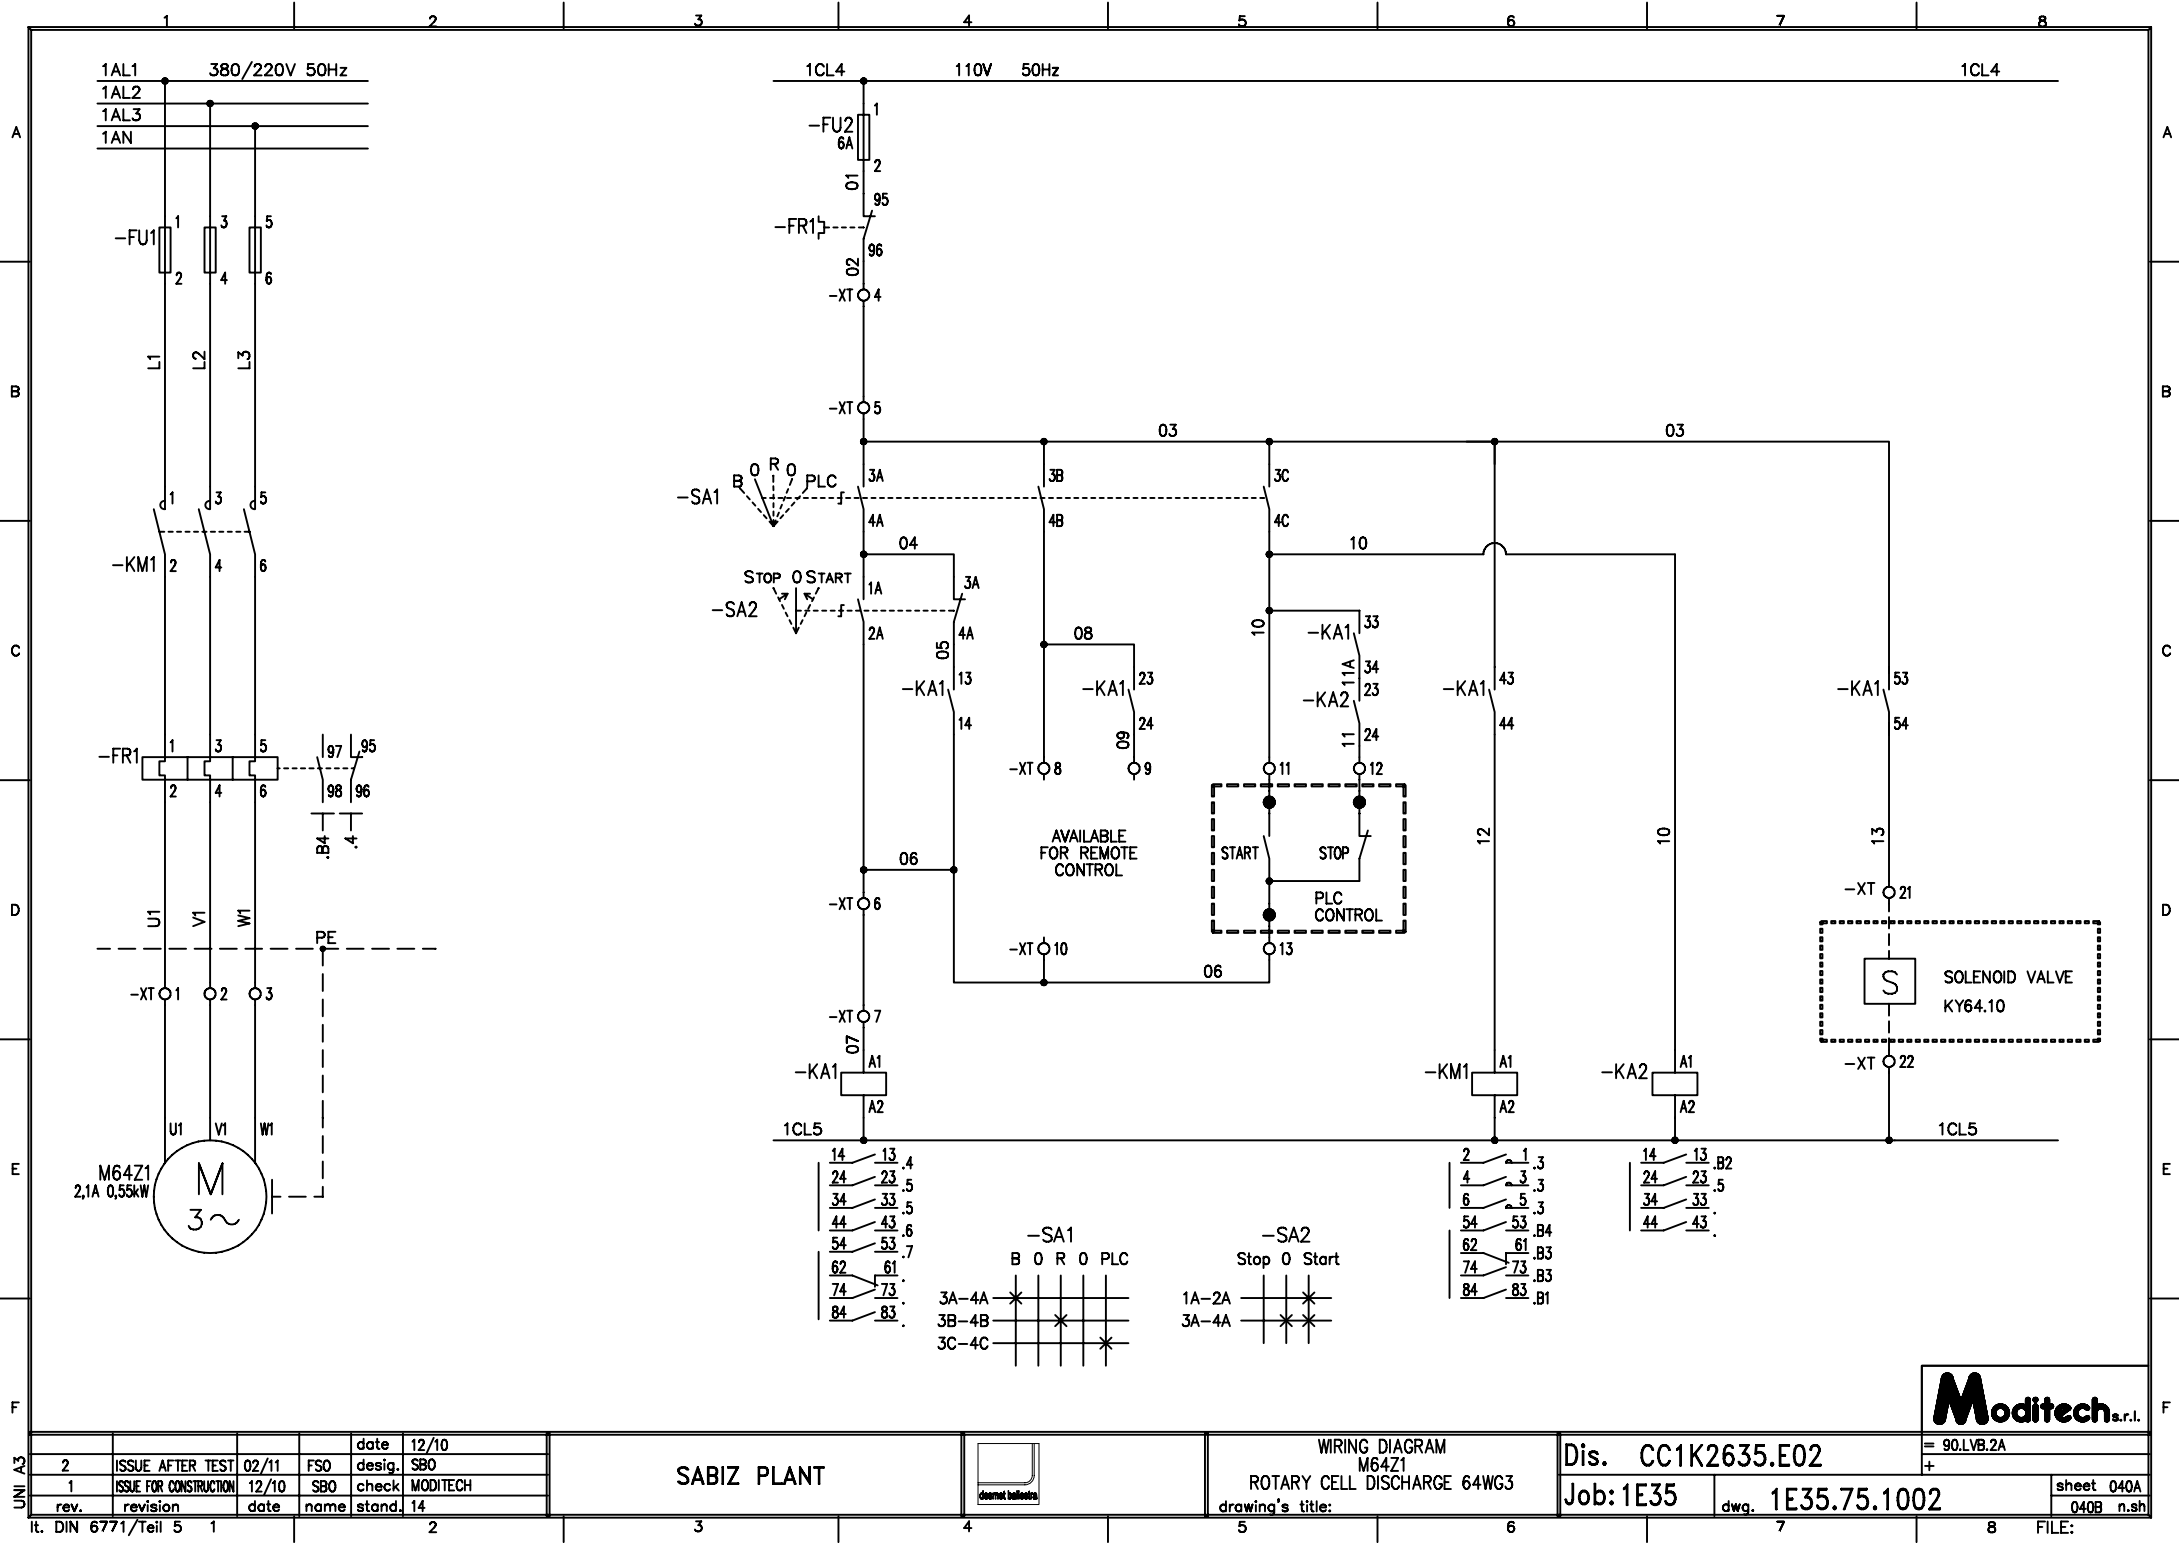 1 2 3 4 5 6 7 8
1AL1 380/220V 50Hz
1AL2
1AL3
1AN
1CL4 110V 50Hz 1CL4
A A
-FU2 1
6A
2
01
-FR1 95
96
02
-XT 4
-FU1 1 3 5
2 4 6
L1 L2 L3
B B
-XT 5
03 03
-SA1 B 0 R 0 PLC
3A 3B 3C
4A 4B 4C
-KM1 1 3 5
2 4 6
04 10
-SA2 STOP 0 START
1A 3A
2A 4A
05
-KA1 13
14
08
-KA1 23
24
09
10
-KA1 33
34
11A
-KA2 23
24
11
-KA1 43
44
-KA1 53
54
C C
-FR1 1 3 5 97 95
2 4 6 98 96
.B4 .4
-XT 8 9 11 12
AVAILABLE
FOR REMOTE
CONTROL
START STOP
PLC
CONTROL
12 10 13
06
-XT 6
-XT 10 13
06
-XT 21
D D
U1 V1 W1
PE
-XT 1 2 3
S
SOLENOID VALVE
KY64.10
-XT 22
-XT 7
07
-KA1 A1
A2
-KM1 A1
A2
-KA2 A1
A2
1CL5 1CL5
U1 V1 W1
M64Z1
2,1A 0,55kW
M
3
E E
14 13 .4
24 23 .5
34 33 .5
44 43 .6
54 53 .7
62 61 .
74 73 .
84 83 .
2 1 .3
4 3 .3
6 5 .3
54 53 .B4
62 61 .B3
74 73 .B3
84 83 .B1
14 13 .B2
24 23 .5
34 33 .
44 43 .
-SA1
B 0 R 0 PLC
3A-4A
3B-4B
3C-4C
-SA2
Stop 0 Start
1A-2A
3A-4A
F F
Moditech s.r.l.
date 12/10
2 ISSUE AFTER TEST 02/11 FSO desig. SBO
1 ISSUE FOR CONSTRUCTION 12/10 SBO check MODITECH
rev. revision date name stand. 14
SABIZ PLANT
desmet ballestra
WIRING DIAGRAM
M64Z1
ROTARY CELL DISCHARGE 64WG3
drawing's title:
Dis. CC1K2635.E02
= 90.LVB.2A
+
Job: 1E35
dwg. 1E35.75.1002
sheet 040A
040B n.sh
UNI A3
It. DIN 6771/Teil 5 1 2 3 4 5 6 7 8 FILE: